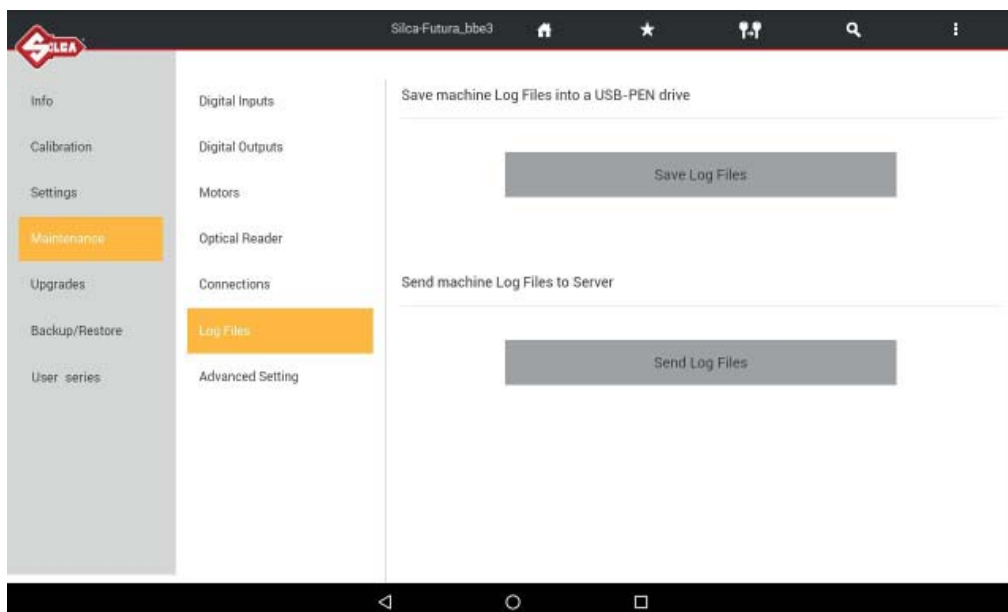 SILCA
Silca-Futura_bbe3
Info
Calibration
Settings
Maintenance
Upgrades
Backup/Restore
User series
Digital Inputs
Digital Outputs
Motors
Optical Reader
Connections
Log Files
Advanced Setting
Save machine Log Files into a USB-PEN drive
Save Log Files
Send machine Log Files to Server
Send Log Files